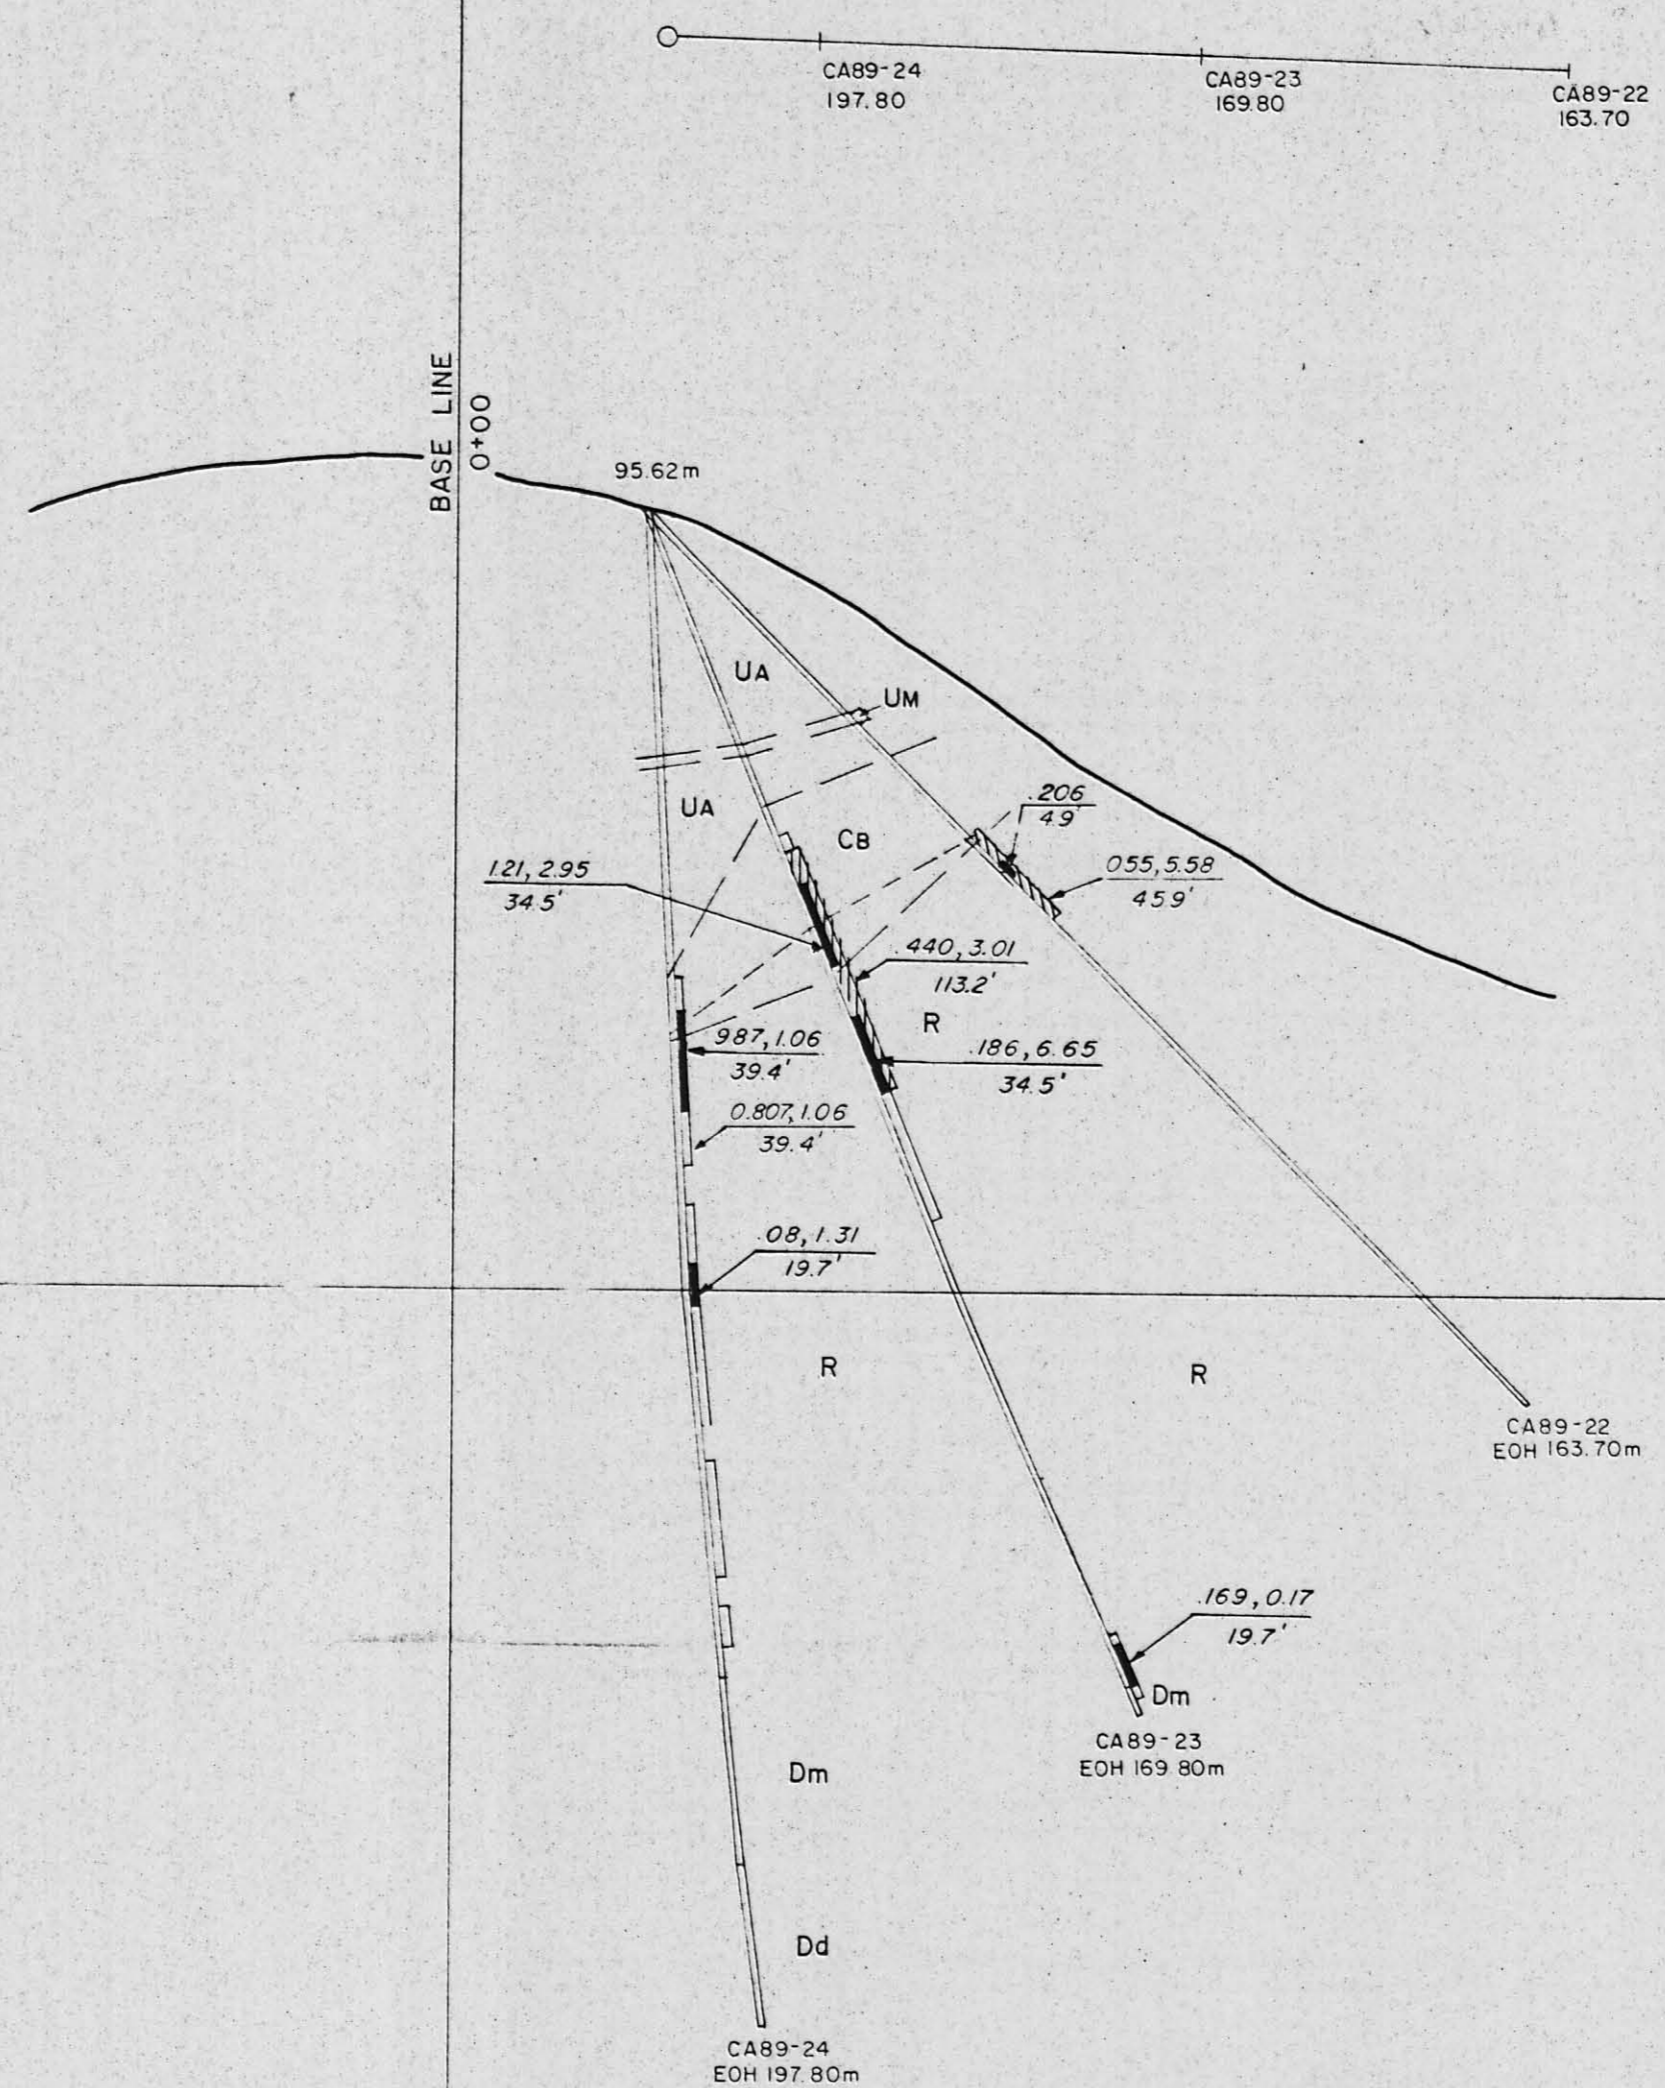 CA89-24
197.80
CA89-23
169.80
CA89-22
163.70
BASE LINE
0+00
95.62m
UA
UM
UA
CB
.206
4.9'
1.21, 2.95
34.5'
055, 5.58
45.9'
.440, 3.01
113.2'
R
987, 1.06
39.4'
.186, 6.65
34.5'
0.807, 1.06
39.4'
.08, 1.31
19.7'
R
R
CA89-22
EOH 163.70m
.169, 0.17
19.7'
Dm
CA89-23
EOH 169 80m
Dm
Dd
CA89-24
EOH 197.80m